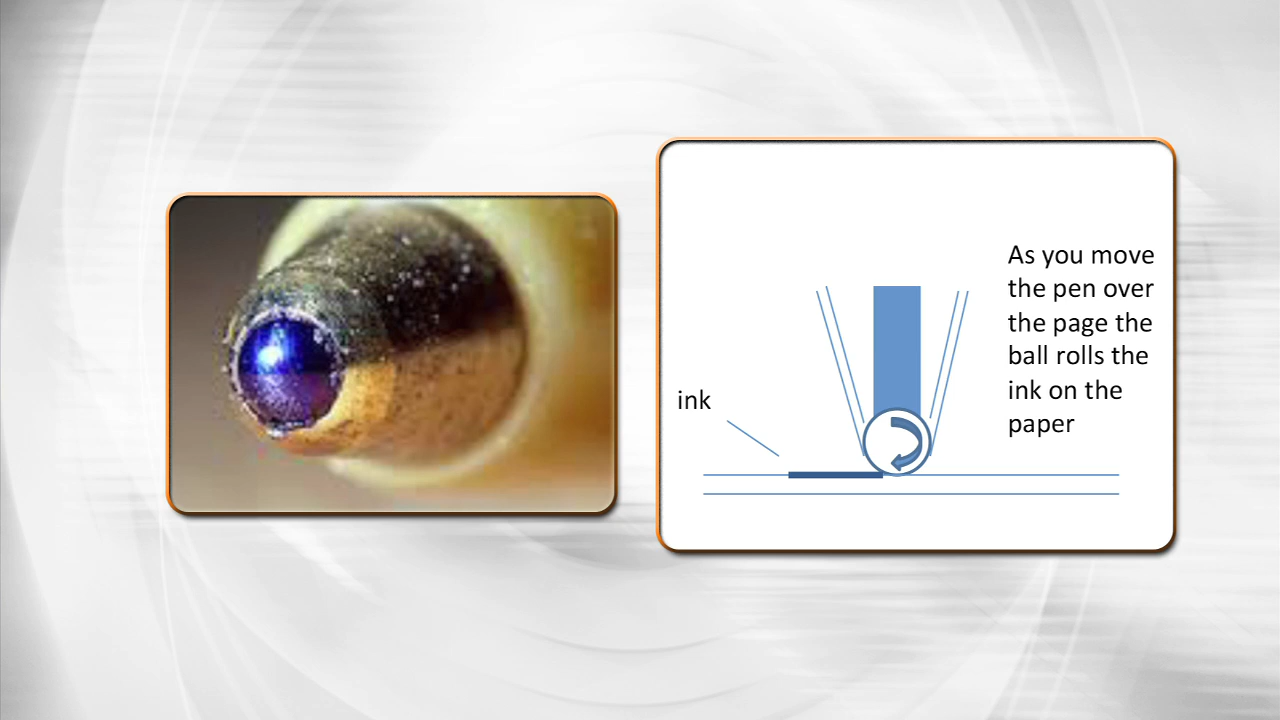 ink
As you move
the pen over
the page the
ball rolls the
ink on the
paper